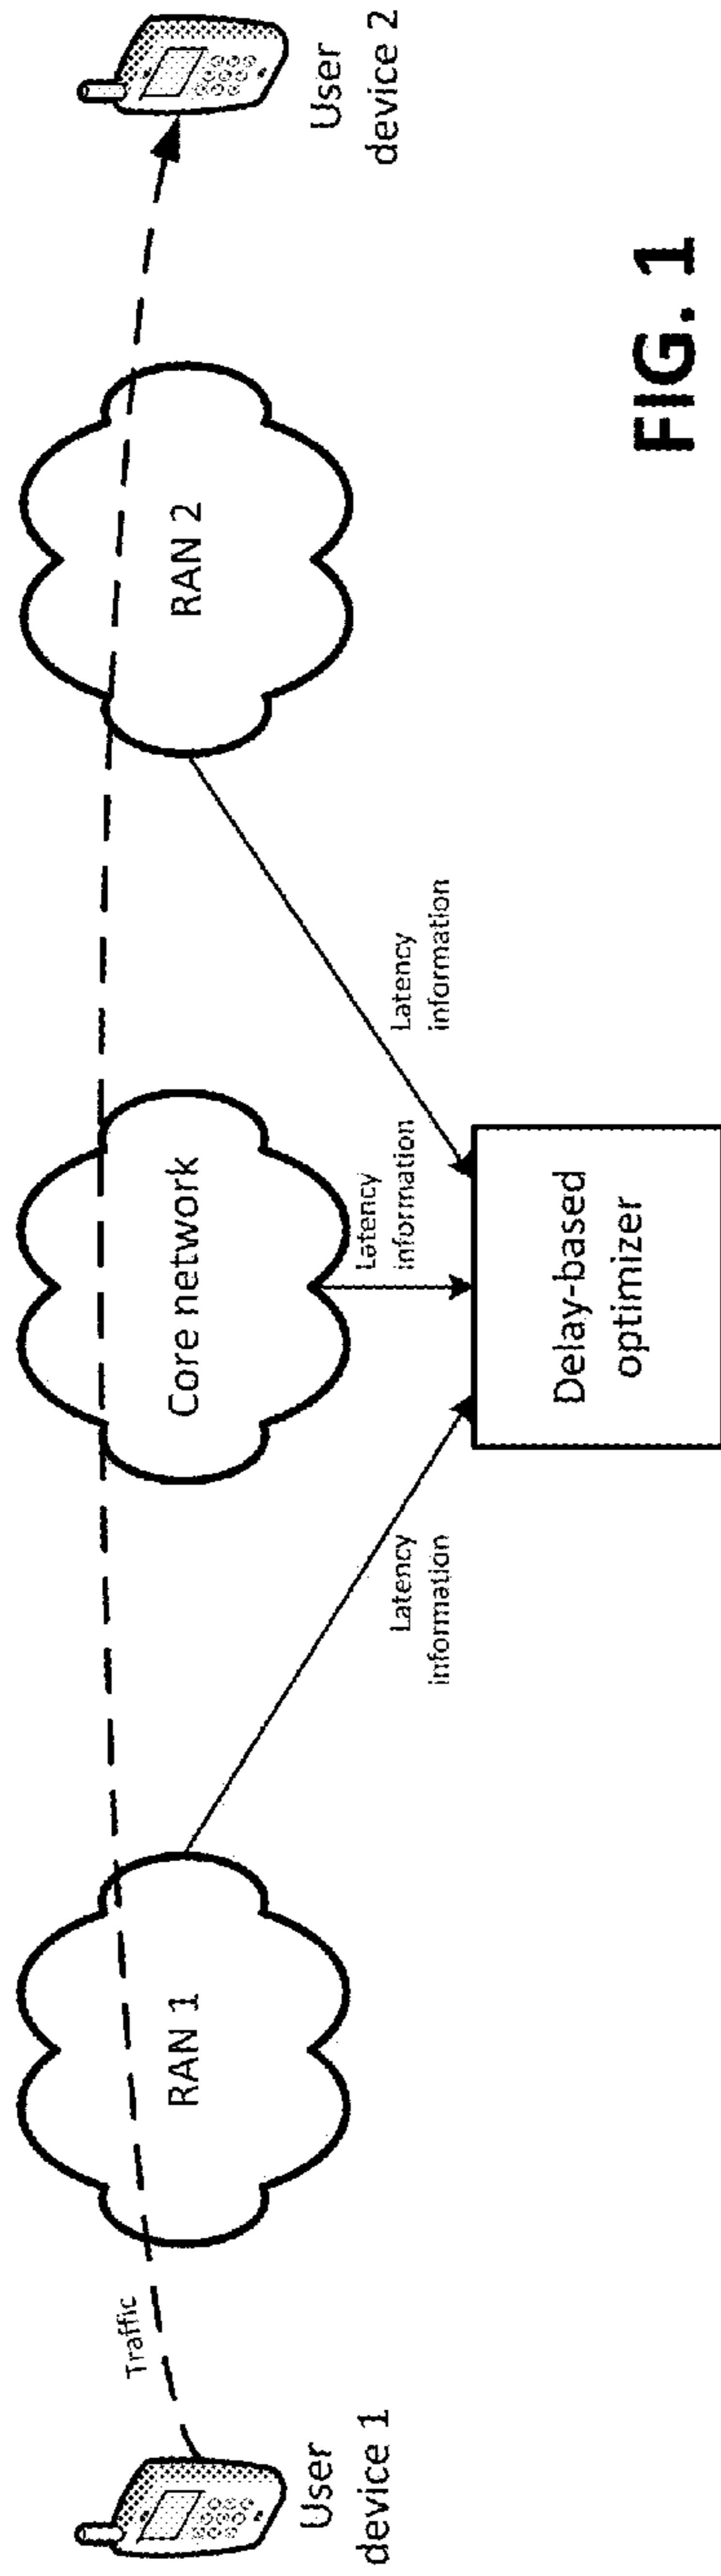 Traffic
User
device 1
RAN 1
Latency
information
Core network
Latency
information
Delay-based
optimizer
Latency
information
RAN 2
User
device 2
FIG. 1